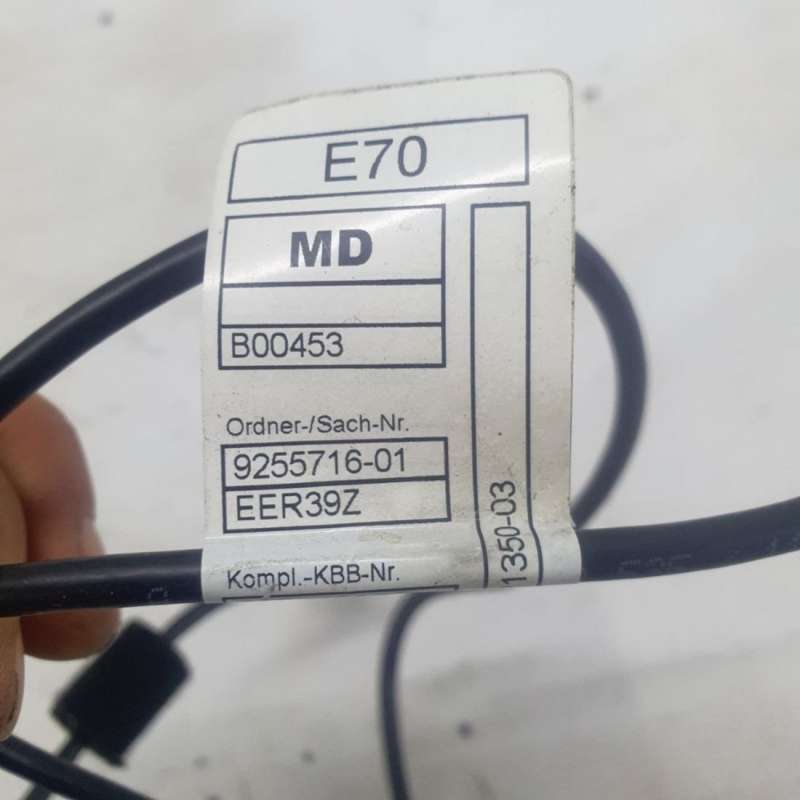 E70
MD
B00453
Ordner-/Sach-Nr.
9255716-01
EER39Z
Kompl.-KBB-Nr.
1350-03